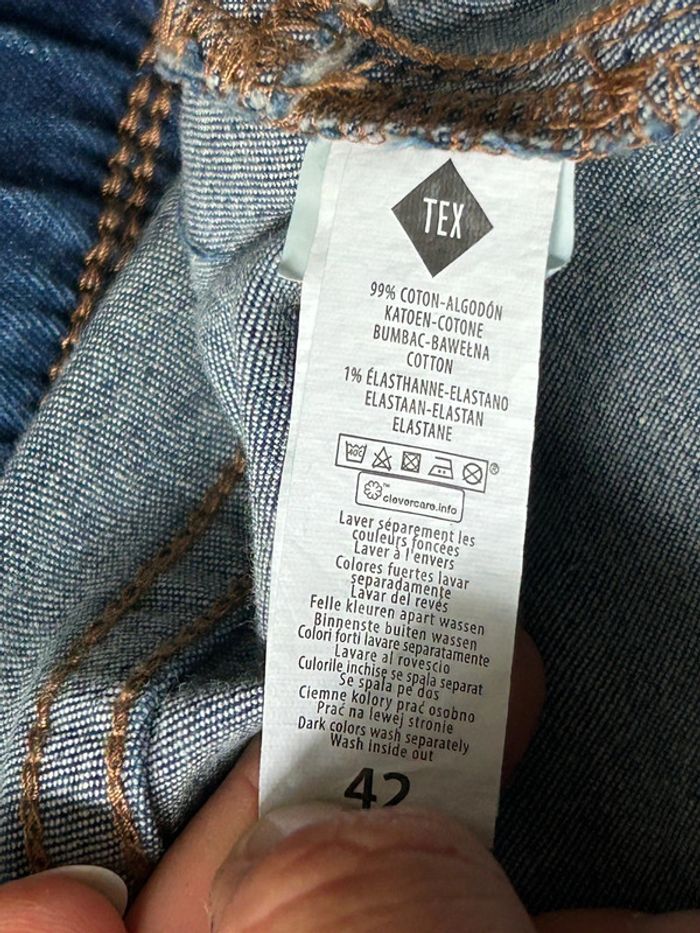 TEX
99% COTON-ALGODÓN
KATOEN-COTONE
BUMBAC-BAWEŁNA
COTTON
1% ÉLASTHANNE-ELASTANO
ELASTAAN-ELASTAN
ELASTANE
40°C
®
™
clevercare.info
Laver séparement les
couleurs foncées
Laver à l'envers
Colores fuertes lavar
separadamente
Lavar del revés
Felle kleuren apart wassen
Binnenste buiten wassen
Colori forti lavare separatamente
Lavare al rovescio
Culorile inchise se spala separat
Se spala pe dos
Ciemne kolory prać osobno
Prać na lewej stronie
Dark colors wash separately
Wash inside out
42